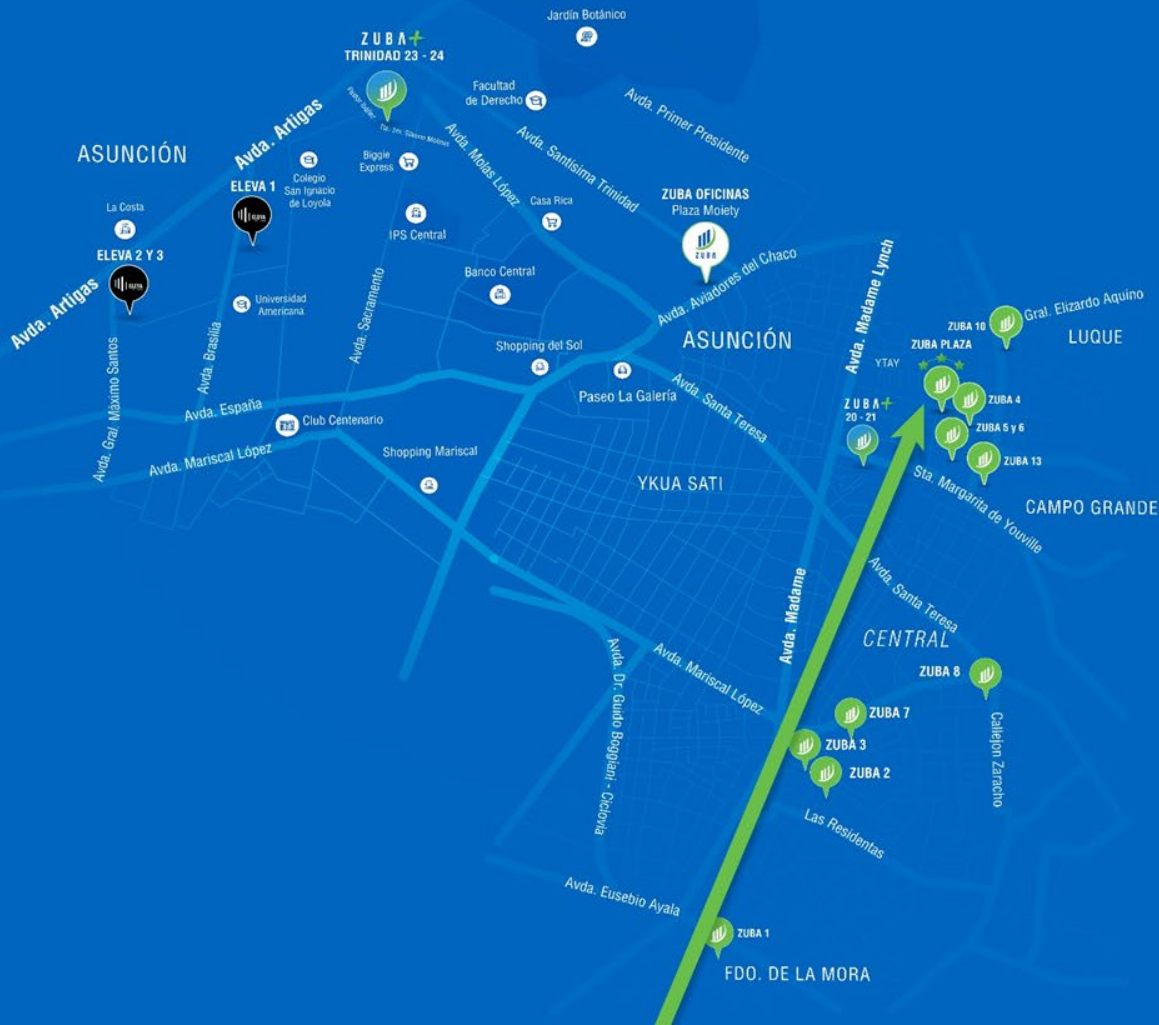 Jardín Botánico
ZUBA+
TRINIDAD 23 - 24
Facultad
de Derecho
Avda. Primer Presidente
Avda. Artigas
Avda. Molas López
Avda. Santísima Trinidad
ASUNCIÓN
Biggie
Express
Colegio
San Ignacio
de Loyola
ELEVA 1
ELEVA
La Costa
Casa Rica
ZUBA OFICINAS
Plaza Moiety
ZUBA
IPS Central
ELEVA 2 Y 3
ELEVA
Avda. Artigas
Banco Central
Avda. Aviadores del Chaco
Avda. Madame Lynch
Universidad
Americana
Avda. Sacramento
Avda. Brasilia
Avda. Gral. Máximo Santos
Gral. Elizardo Aquino
ZUBA 10
LUQUE
ASUNCIÓN
Shopping del Sol
ZUBA PLAZA
YTAY
Paseo La Galería
Avda. Santa Teresa
ZUBA 4
ZUBA+
20 - 21
Avda. España
Club Centenario
ZUBA 5 y 6
Avda. Mariscal López
Shopping Mariscal
ZUBA 13
YKUA SATI
Sta. Margarita de Youville
CAMPO GRANDE
Avda. Santa Teresa
Avda. Madame
CENTRAL
Avda. Mariscal López
Avda. Dr. Guido Boggiani - Ciclovia
ZUBA 8
ZUBA 7
ZUBA 3
ZUBA 2
Callejon Zaracho
Las Residentas
Avda. Eusebio Ayala
ZUBA 1
FDO. DE LA MORA